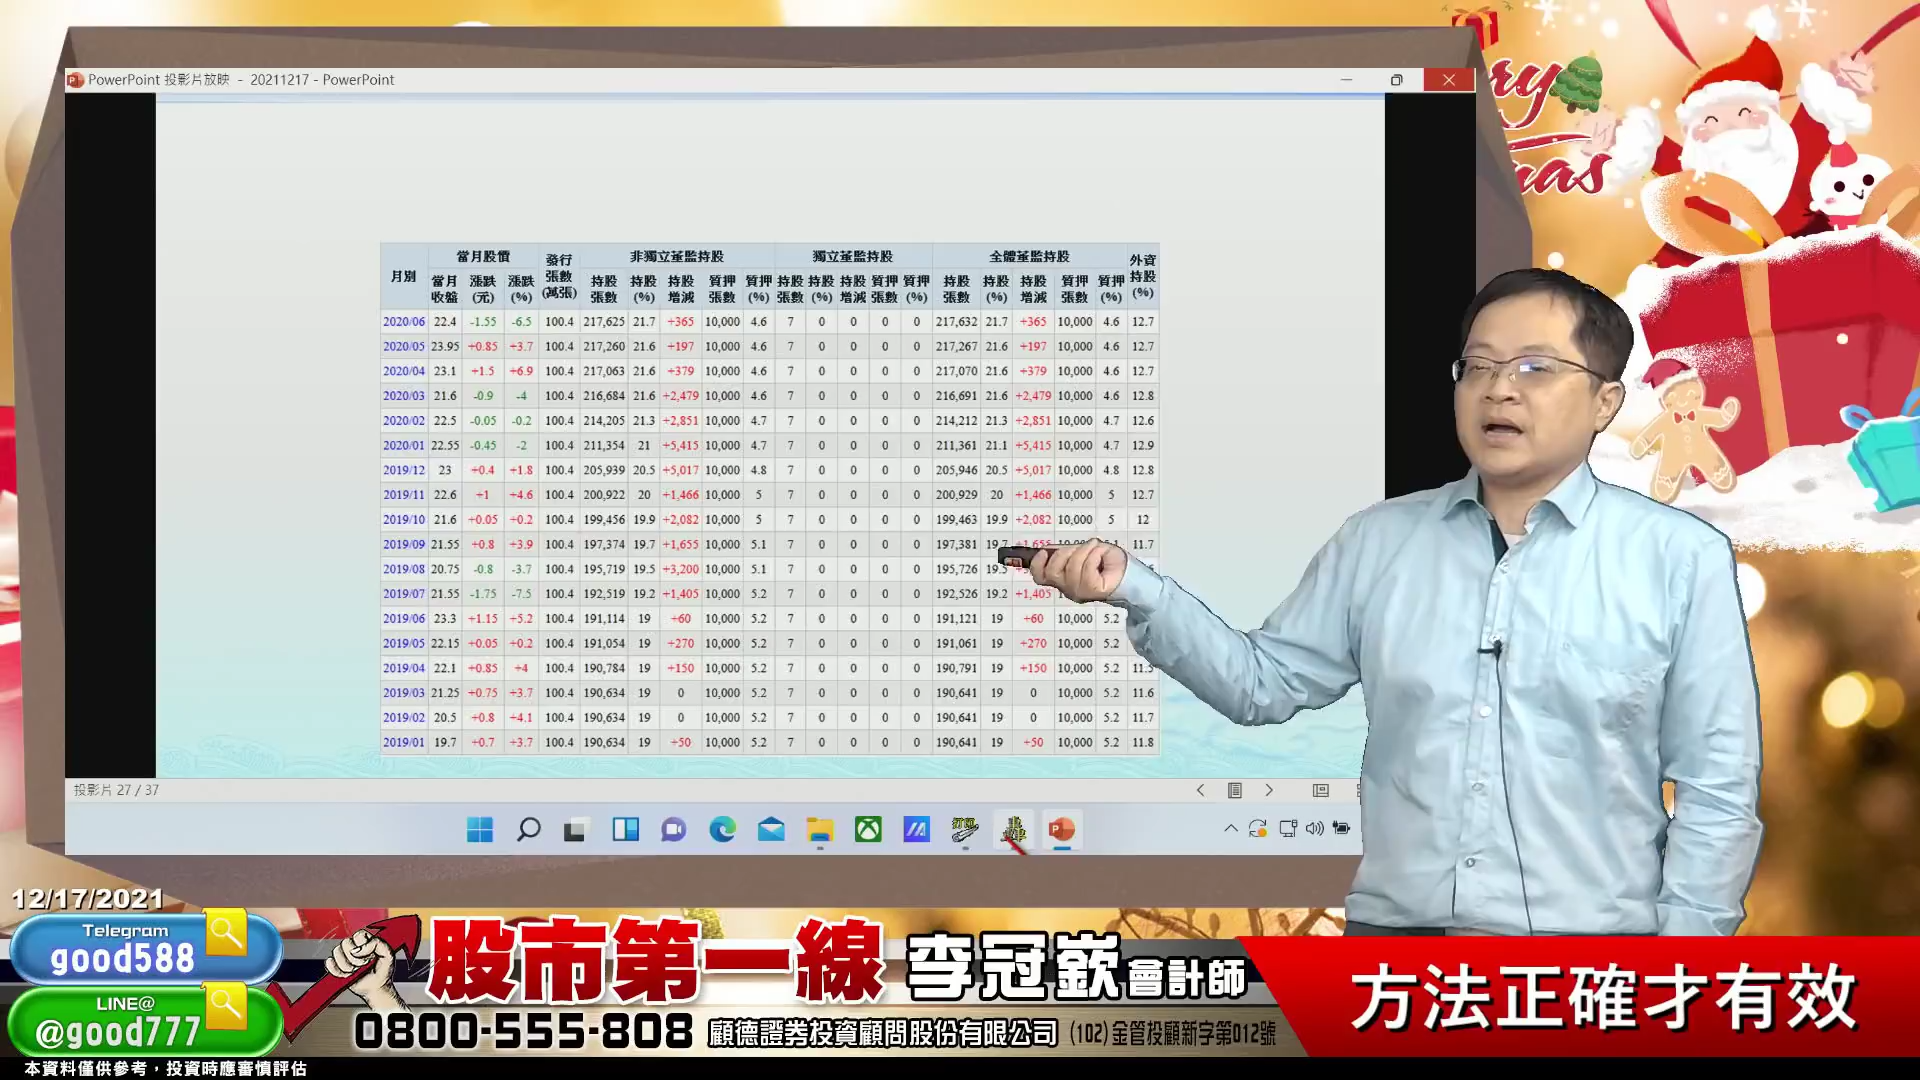 PowerPoint 投影片放映 - 20211217 - PowerPoint
ry
mas
月別 當月股價 發行張數(萬張) 非獨立董監持股 獨立董監持股 全體董監持股 外資持股(%)
當月收盤 漲跌(元) 漲跌(%) 持股張數 持股(%) 持股增減 質押張數 質押(%) 持股張數 持股(%) 持股增減 質押張數 質押(%) 持股張數 持股(%) 持股增減 質押張數 質押(%)
2020/06 22.4 -1.55 -6.5 100.4 217,625 21.7 +365 10,000 4.6 7 0 0 0 0 217,632 21.7 +365 10,000 4.6 12.7
2020/05 23.95 +0.85 +3.7 100.4 217,260 21.6 +197 10,000 4.6 7 0 0 0 0 217,267 21.6 +197 10,000 4.6 12.7
2020/04 23.1 +1.5 +6.9 100.4 217,063 21.6 +379 10,000 4.6 7 0 0 0 0 217,070 21.6 +379 10,000 4.6 12.7
2020/03 21.6 -0.9 -4 100.4 216,684 21.6 +2,479 10,000 4.6 7 0 0 0 0 216,691 21.6 +2,479 10,000 4.6 12.8
2020/02 22.5 -0.05 -0.2 100.4 214,205 21.3 +2,851 10,000 4.7 7 0 0 0 0 214,212 21.3 +2,851 10,000 4.7 12.6
2020/01 22.55 -0.45 -2 100.4 211,354 21 +5,415 10,000 4.7 7 0 0 0 0 211,361 21.1 +5,415 10,000 4.7 12.9
2019/12 23 +0.4 +1.8 100.4 205,939 20.5 +5,017 10,000 4.8 7 0 0 0 0 205,946 20.5 +5,017 10,000 4.8 12.8
2019/11 22.6 +1 +4.6 100.4 200,922 20 +1,466 10,000 5 7 0 0 0 0 200,929 20 +1,466 10,000 5 12.7
2019/10 21.6 +0.05 +0.2 100.4 199,456 19.9 +2,082 10,000 5 7 0 0 0 0 199,463 19.9 +2,082 10,000 5 12
2019/09 21.55 +0.8 +3.9 100.4 197,374 19.7 +1,655 10,000 5.1 7 0 0 0 0 197,381 19.7 +1,655 11.7
2019/08 20.75 -0.8 -3.7 100.4 195,719 19.5 +3,200 10,000 5.1 7 0 0 0 0 195,726 19.5
2019/07 21.55 -1.75 -7.5 100.4 192,519 19.2 +1,405 10,000 5.2 7 0 0 0 0 192,526 19.2 +1,405
2019/06 23.3 +1.15 +5.2 100.4 191,114 19 +60 10,000 5.2 7 0 0 0 0 191,121 19 +60 10,000 5.2
2019/05 22.15 +0.05 +0.2 100.4 191,054 19 +270 10,000 5.2 7 0 0 0 0 191,061 19 +270 10,000 5.2
2019/04 22.1 +0.85 +4 100.4 190,784 19 +150 10,000 5.2 7 0 0 0 0 190,791 19 +150 10,000 5.2 11.5
2019/03 21.25 +0.75 +3.7 100.4 190,634 19 0 10,000 5.2 7 0 0 0 0 190,641 19 0 10,000 5.2 11.6
2019/02 20.5 +0.8 +4.1 100.4 190,634 19 0 10,000 5.2 7 0 0 0 0 190,641 19 0 10,000 5.2 11.7
2019/01 19.7 +0.7 +3.7 100.4 190,634 19 +50 10,000 5.2 7 0 0 0 0 190,641 19 +50 10,000 5.2 11.8
投影片 27 / 37
12/17/2021
Telegram
good588
LINE@
@good777
股市第一線 李冠嶔會計師
0800-555-808 顧德證券投資顧問股份有限公司 (102)金管投顧新字第012號
方法正確才有效
本資料僅供參考，投資時應審慎評估